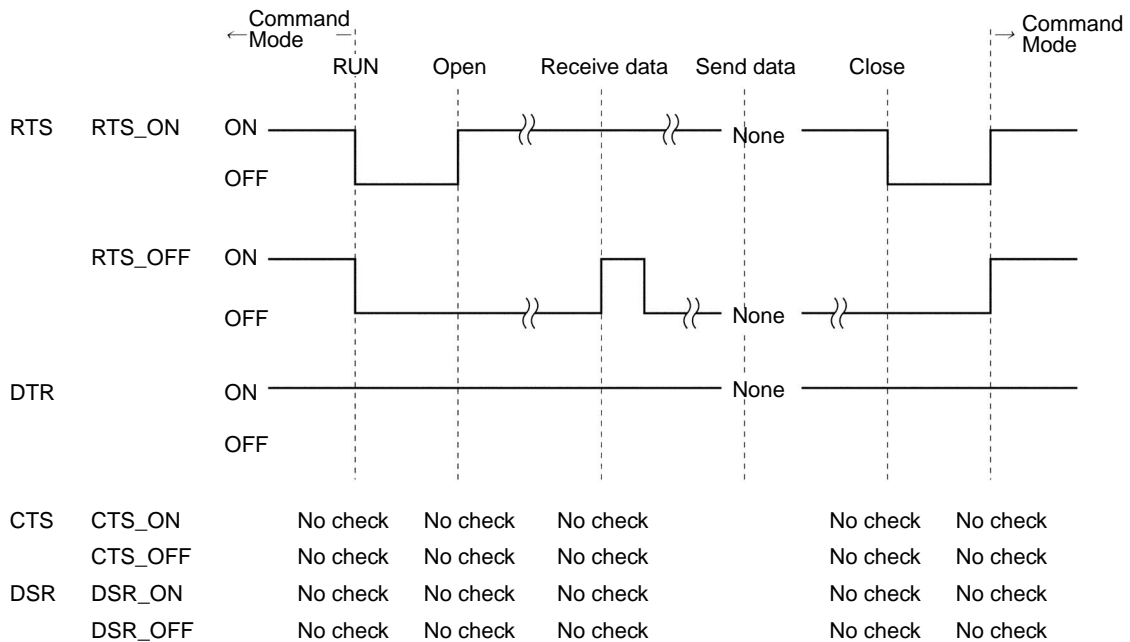 ← Command Mode
→ Command Mode
RUN Open Receive data Send data Close
RTS RTS_ON ON
None
OFF
RTS_OFF ON
OFF
None
DTR ON
None
OFF
CTS CTS_ON No check No check No check No check No check
CTS_OFF No check No check No check No check No check
DSR DSR_ON No check No check No check No check No check
DSR_OFF No check No check No check No check No check